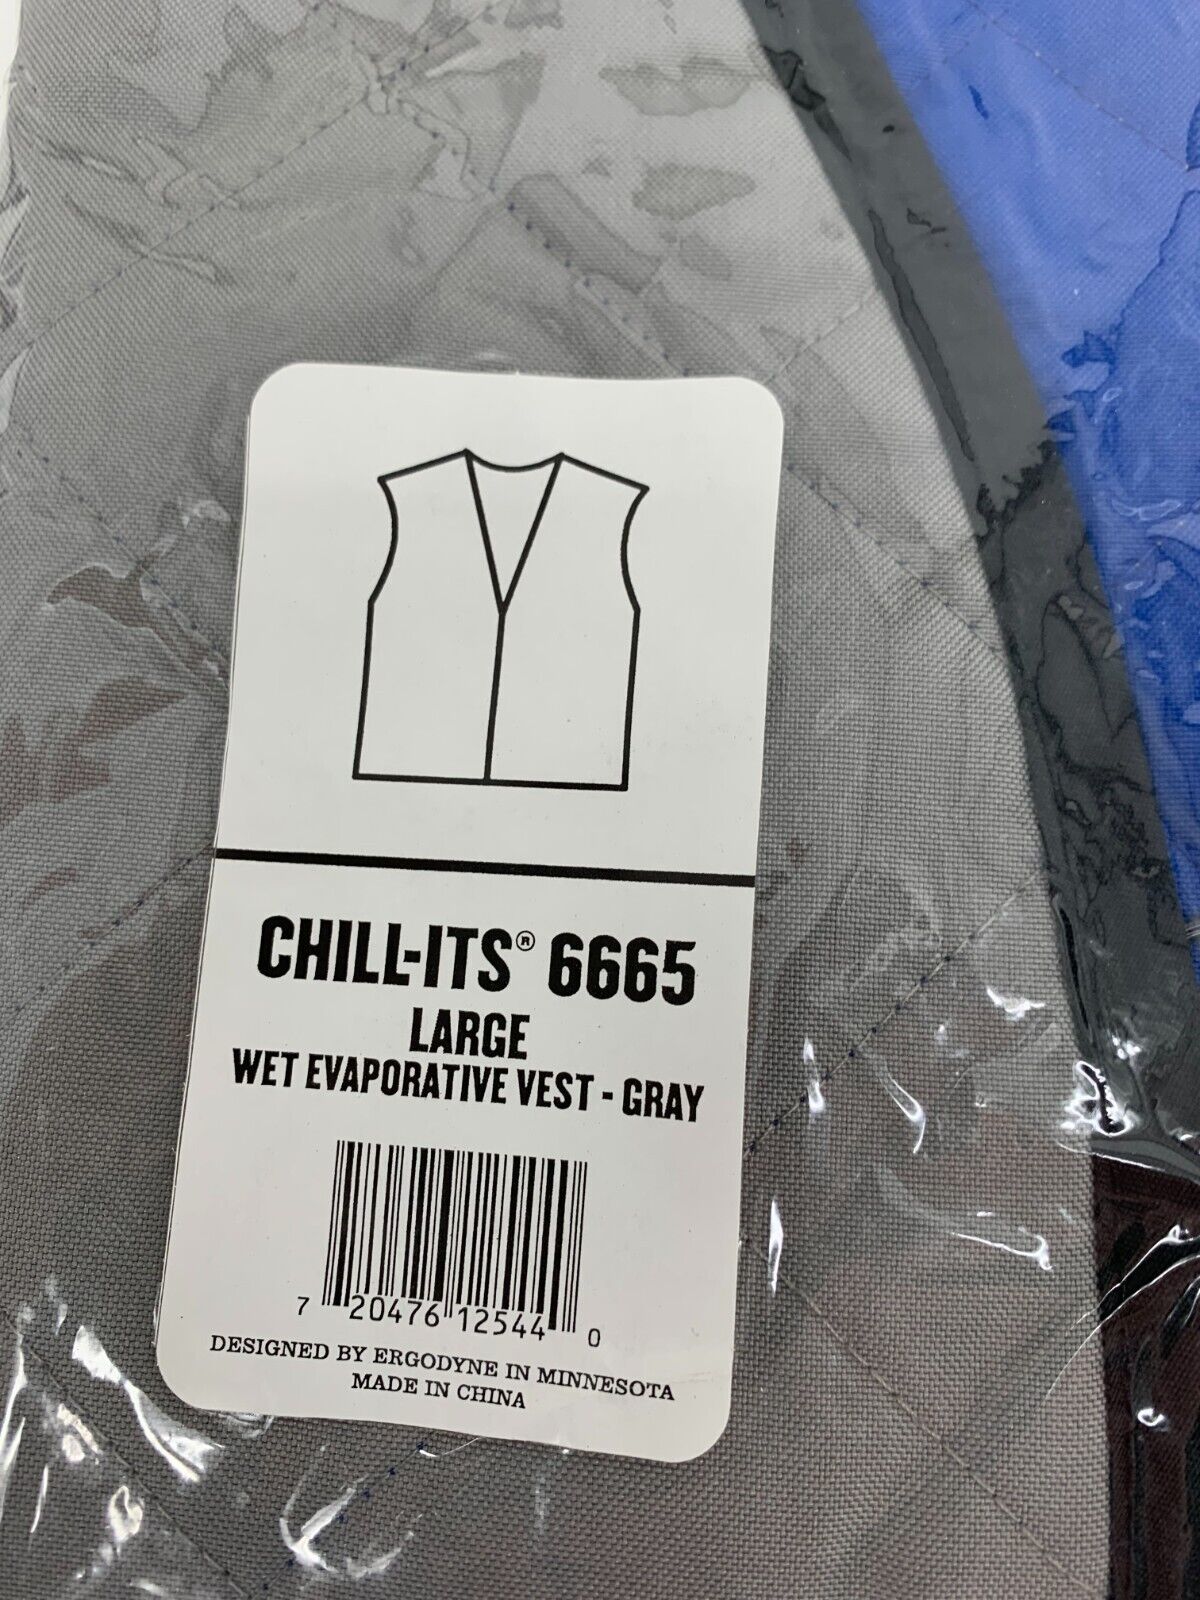 CHILL-ITS® 6665
LARGE
WET EVAPORATIVE VEST - GRAY
7 20476 12544 0
DESIGNED BY ERGODYNE IN MINNESOTA
MADE IN CHINA